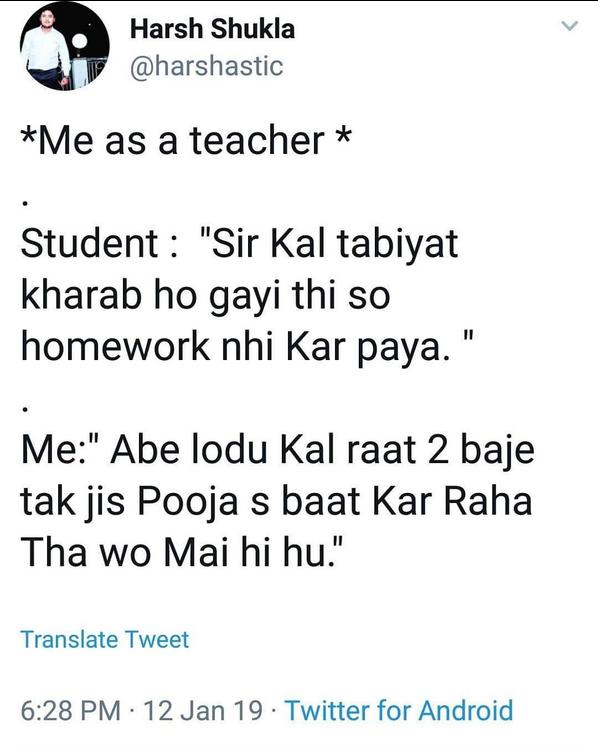 Harsh Shukla
@harshastic
*Me as a teacher *
.
Student :  "Sir Kal tabiyat
kharab ho gayi thi so
homework nhi Kar paya. "
.
Me:" Abe lodu Kal raat 2 baje
tak jis Pooja s baat Kar Raha
Tha wo Mai hi hu."
Translate Tweet
6:28 PM · 12 Jan 19 · Twitter for Android